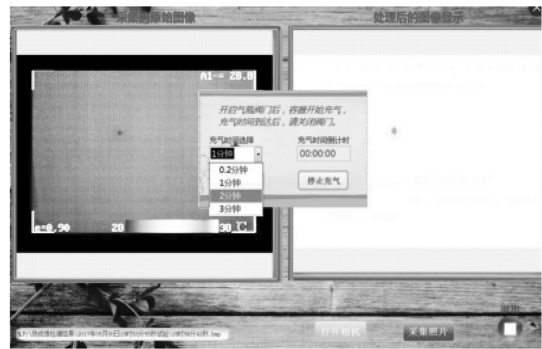 采集的原始图像
处理后的图像显示
A1-= 28.0
开启气瓶阀门后，容器开始充气，
充气时间到达后，请关闭阀门。
充气时间选择
充气时间倒计时
1分钟
00:00:00
0.2分钟
1分钟
2分钟
3分钟
停止充气
e=0.90
20
30 ℃
打开相机
采集照片